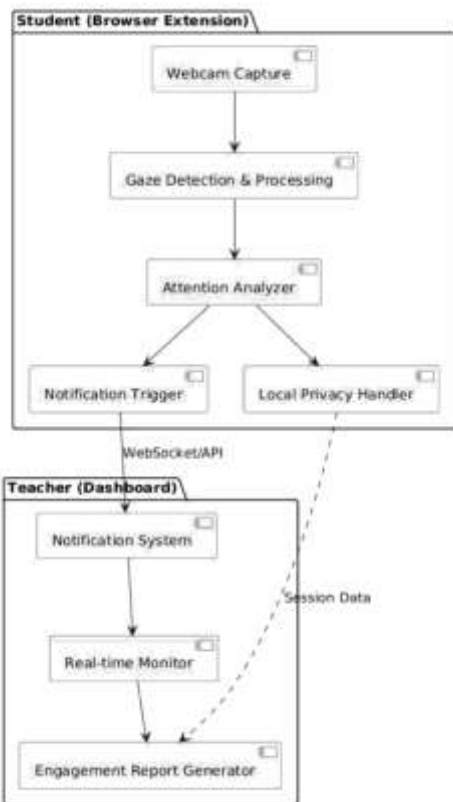 Student (Browser Extension)
Webcam Capture
Gaze Detection & Processing
Attention Analyzer
Notification Trigger
Local Privacy Handler
WebSocket/API
Teacher (Dashboard)
Notification System
Session Data
Real-time Monitor
Engagement Report Generator